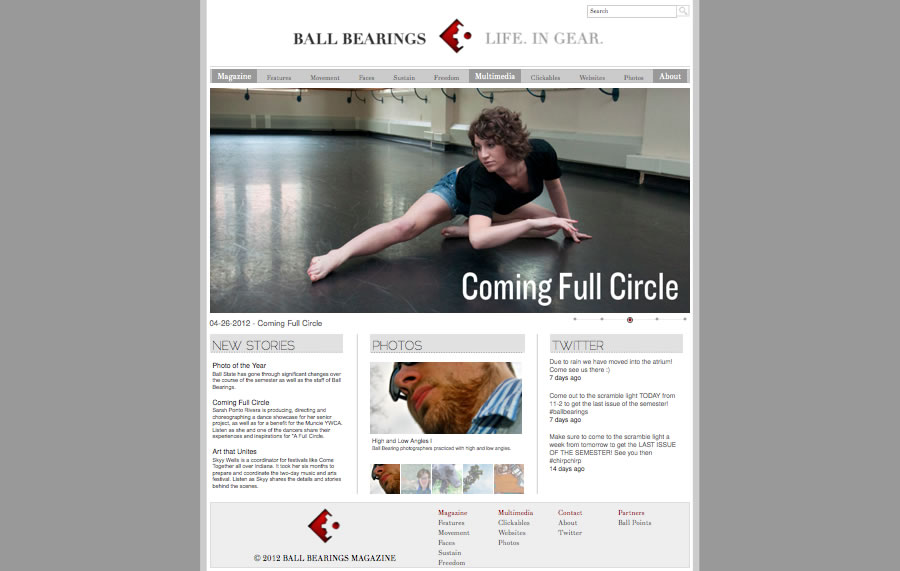 Search
BALL BEARINGS LIFE. IN GEAR.
Magazine Features Movement Faces Sustain Freedom Multimedia Clickables Websites Photos About
Coming Full Circle
04-26-2012 - Coming Full Circle
NEW STORIES
Photo of the Year
Ball State has gone through significant changes over
the course of the semester as well as the staff of Ball
Bearings.
Coming Full Circle
Sarah Ponto Rivera is producing, directing and
choreographing a dance showcase for her senior
project, as well as for a benefit for the Muncie YWCA.
Listen as she and one of the dancers share their
experiences and inspirations for "A Full Circle.
Art that Unites
Skyy Wells is a coordinator for festivals like Come
Together all over Indiana. It took her six months to
prepare and coordinate the two-day music and arts
festival. Listen as Skyy shares the details and stories
behind the scenes.
PHOTOS
High and Low Angles I
Ball Bearing photographers practiced with high and low angles.
TWITTER
Due to rain we have moved into the atrium!
Come see us there :)
7 days ago
Come out to the scramble light TODAY from
11-2 to get the last issue of the semester!
#ballbearings
7 days ago
Make sure to come to the scramble light a
week from tomorrow to get the LAST ISSUE
OF THE SEMESTER! See you then
#chirpchirp
14 days ago
© 2012 BALL BEARINGS MAGAZINE
Magazine
Features
Movement
Faces
Sustain
Freedom
Multimedia
Clickables
Websites
Photos
Contact
About
Twitter
Partners
Ball Points